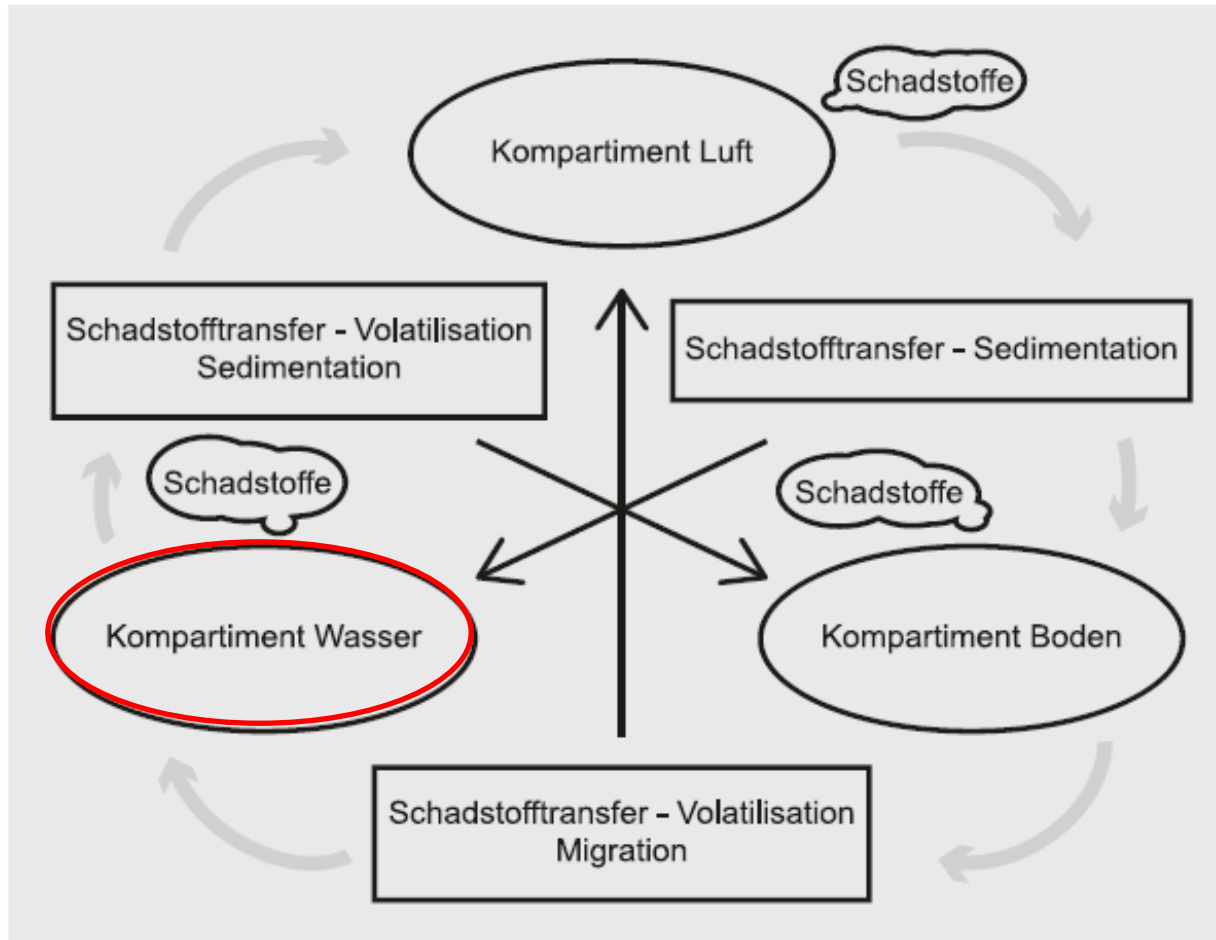 Schadstoffe
Kompartiment Luft
Schadstofftransfer - Volatilisation
Sedimentation
Schadstofftransfer - Sedimentation
Schadstoffe
Schadstoffe
Kompartiment Wasser
Kompartiment Boden
Schadstofftransfer - Volatilisation
Migration